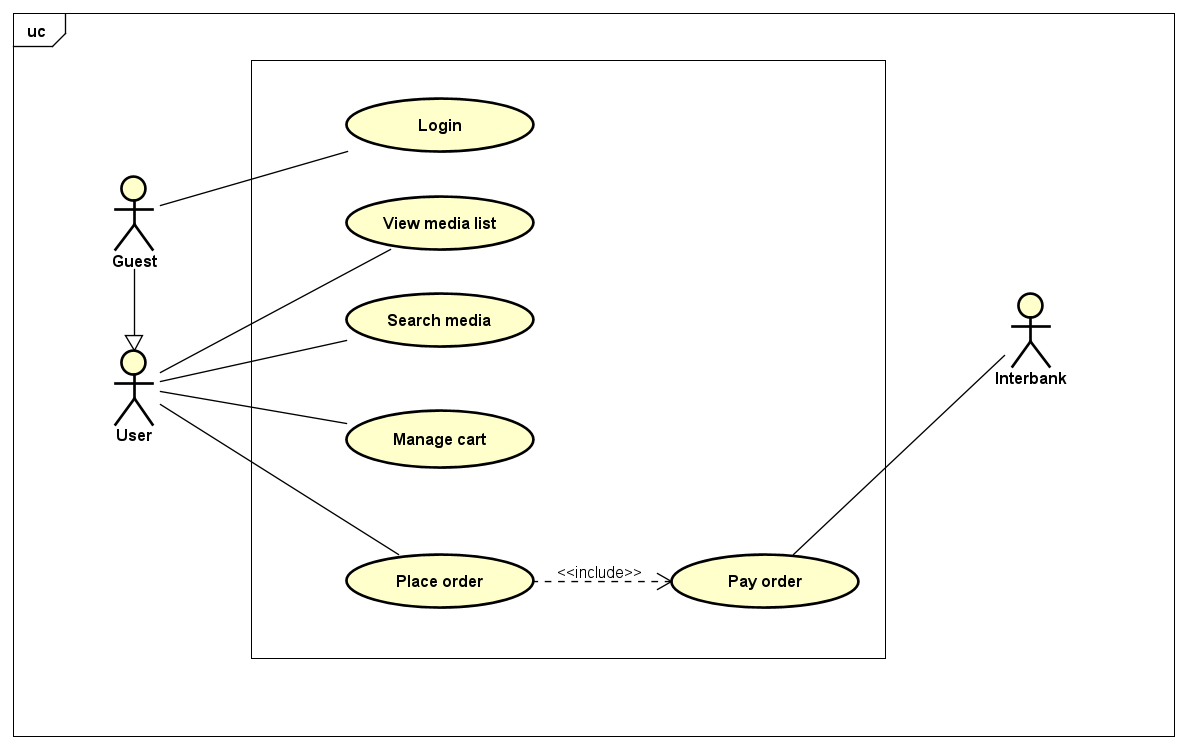 uc
Login
View media list
Guest
Search media
Interbank
User
Manage cart
Place order
<<include>>
Pay order